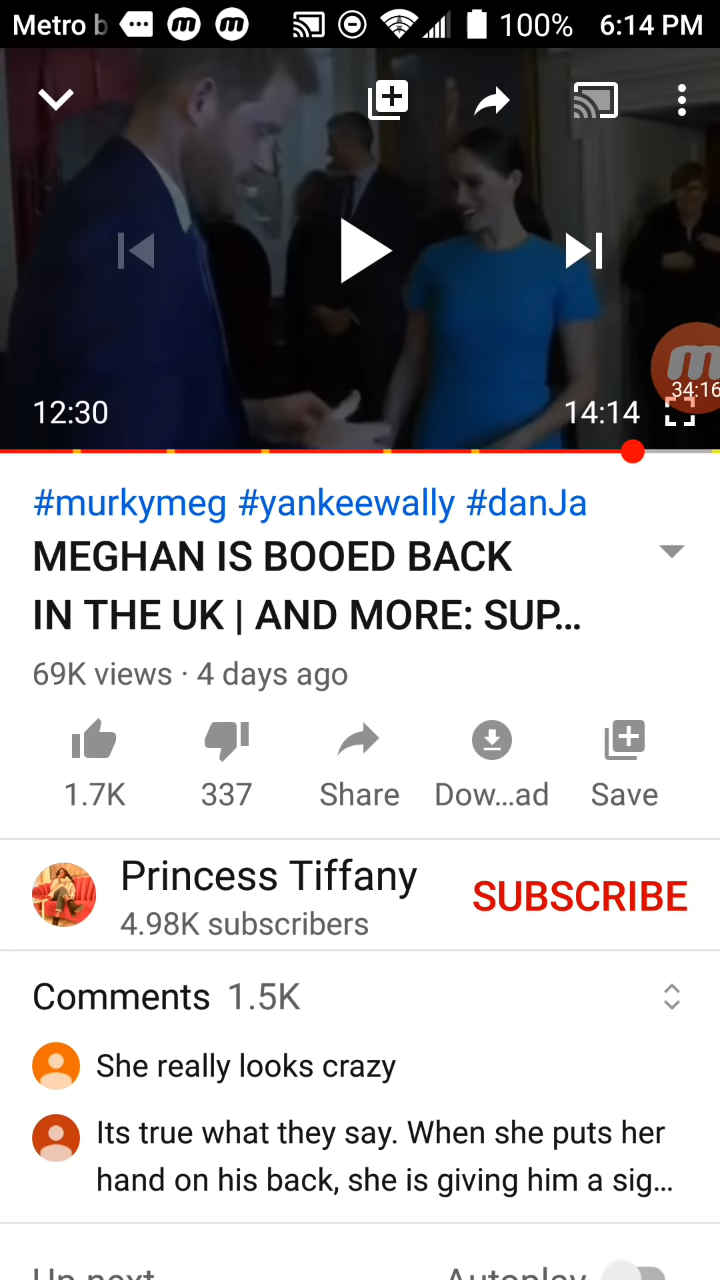 Metro b
100% 6:14 PM
34:16
12:30
14:14
#murkymeg #yankeewally #danJa
MEGHAN IS BOOED BACK
IN THE UK | AND MORE: SUP...
69K views · 4 days ago
1.7K
337
Share
Dow...ad
Save
Princess Tiffany
4.98K subscribers
SUBSCRIBE
Comments 1.5K
She really looks crazy
Its true what they say. When she puts her
hand on his back, she is giving him a sig...
Up next
Autoplay